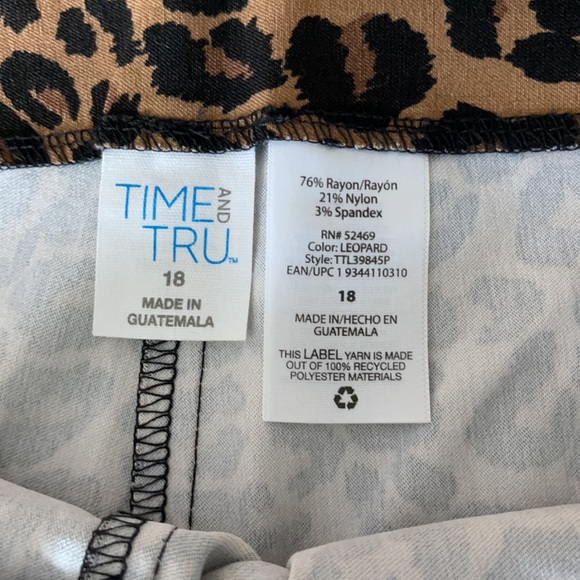 TIME AND
TRU™
18
MADE IN
GUATEMALA
76% Rayon/Rayón
21% Nylon
3% Spandex
RN# 52469
Color: LEOPARD
Style: TTL39845P
EAN/UPC 1 9344110310
18
MADE IN/HECHO EN
GUATEMALA
THIS LABEL YARN IS MADE
OUT OF 100% RECYCLED
POLYESTER MATERIALS